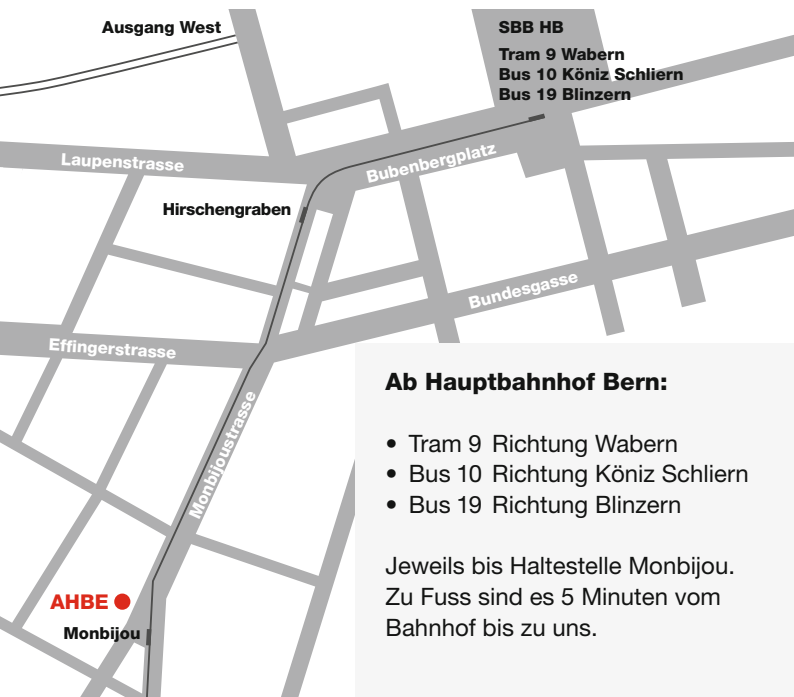 Ausgang West
SBB HB
Tram 9 Wabern
Bus 10 Köniz Schliern
Bus 19 Blinzern
Laupenstrasse
Bubenbergplatz
Hirschengraben
Bundesgasse
Effingerstrasse
Monbijoustrasse
AHBE
Monbijou
Ab Hauptbahnhof Bern:
• Tram 9 Richtung Wabern
• Bus 10 Richtung Köniz Schliern
• Bus 19 Richtung Blinzern
Jeweils bis Haltestelle Monbijou.
Zu Fuss sind es 5 Minuten vom
Bahnhof bis zu uns.